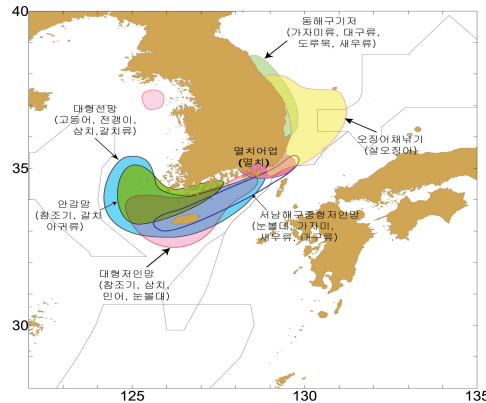 40
35
30
125
130
135
동해구기저
(가자미류, 대구류,
도루묵, 새우류)
대형선망
(고등어, 전갱이,
삼치,갈치류)
멸치어업
(멸치)
오징어채낚기
(살오징어)
안강망
(참조기, 갈치
아귀류)
서남해구중형저인망
(눈볼대, 가자미,
새우류, 대구류)
대형저인망
(참조기, 삼치,
민어, 눈볼대)